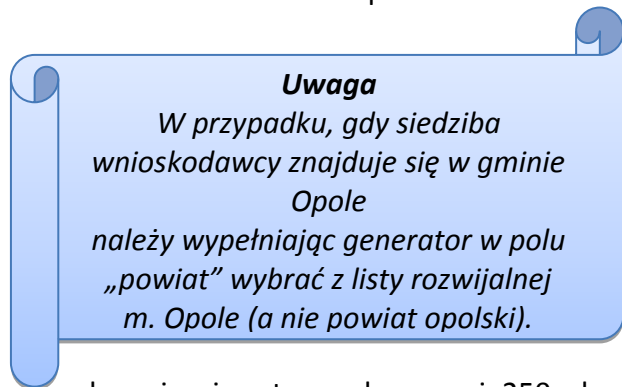 Uwaga
W przypadku, gdy siedziba
wnioskodawcy znajduje się w gminie
Opole
należy wypełniając generator w polu
„powiat” wybrać z listy rozwijalnej
m. Opole (a nie powiat opolski).